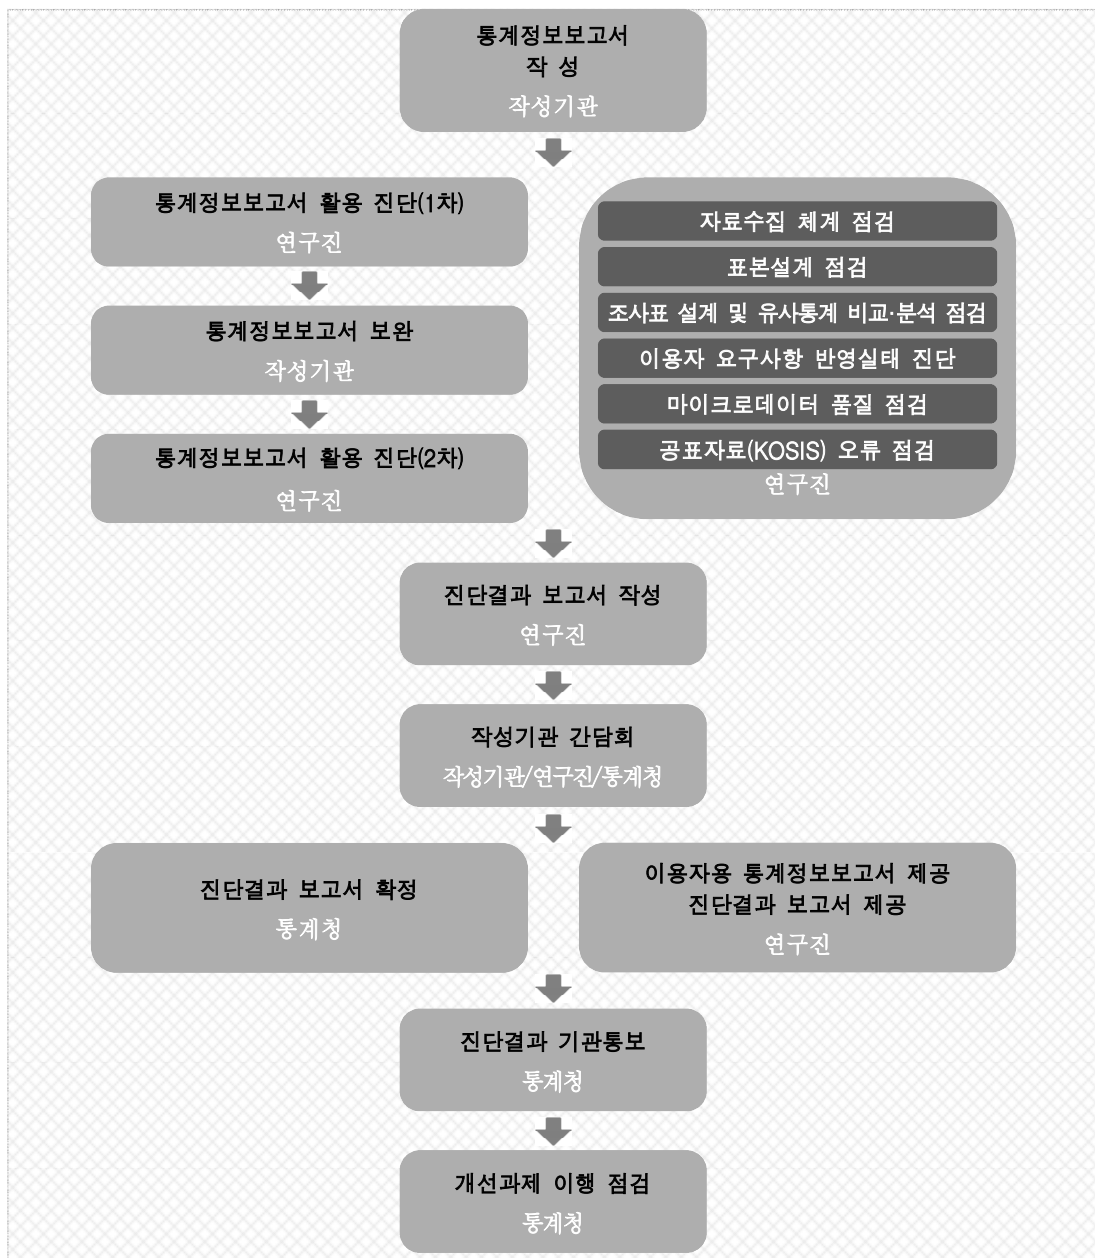 통계정보보고서
작 성
작성기관
통계정보보고서 활용 진단(1차)
연구진
통계정보보고서 보완
작성기관
통계정보보고서 활용 진단(2차)
연구진
자료수집 체계 점검
표본설계 점검
조사표 설계 및 유사통계 비교·분석 점검
이용자 요구사항 반영실태 진단
마이크로데이터 품질 점검
공표자료(KOSIS) 오류 점검
연구진
진단결과 보고서 작성
연구진
작성기관 간담회
작성기관/연구진/통계청
진단결과 보고서 확정
통계청
이용자용 통계정보보고서 제공
진단결과 보고서 제공
연구진
진단결과 기관통보
통계청
개선과제 이행 점검
통계청